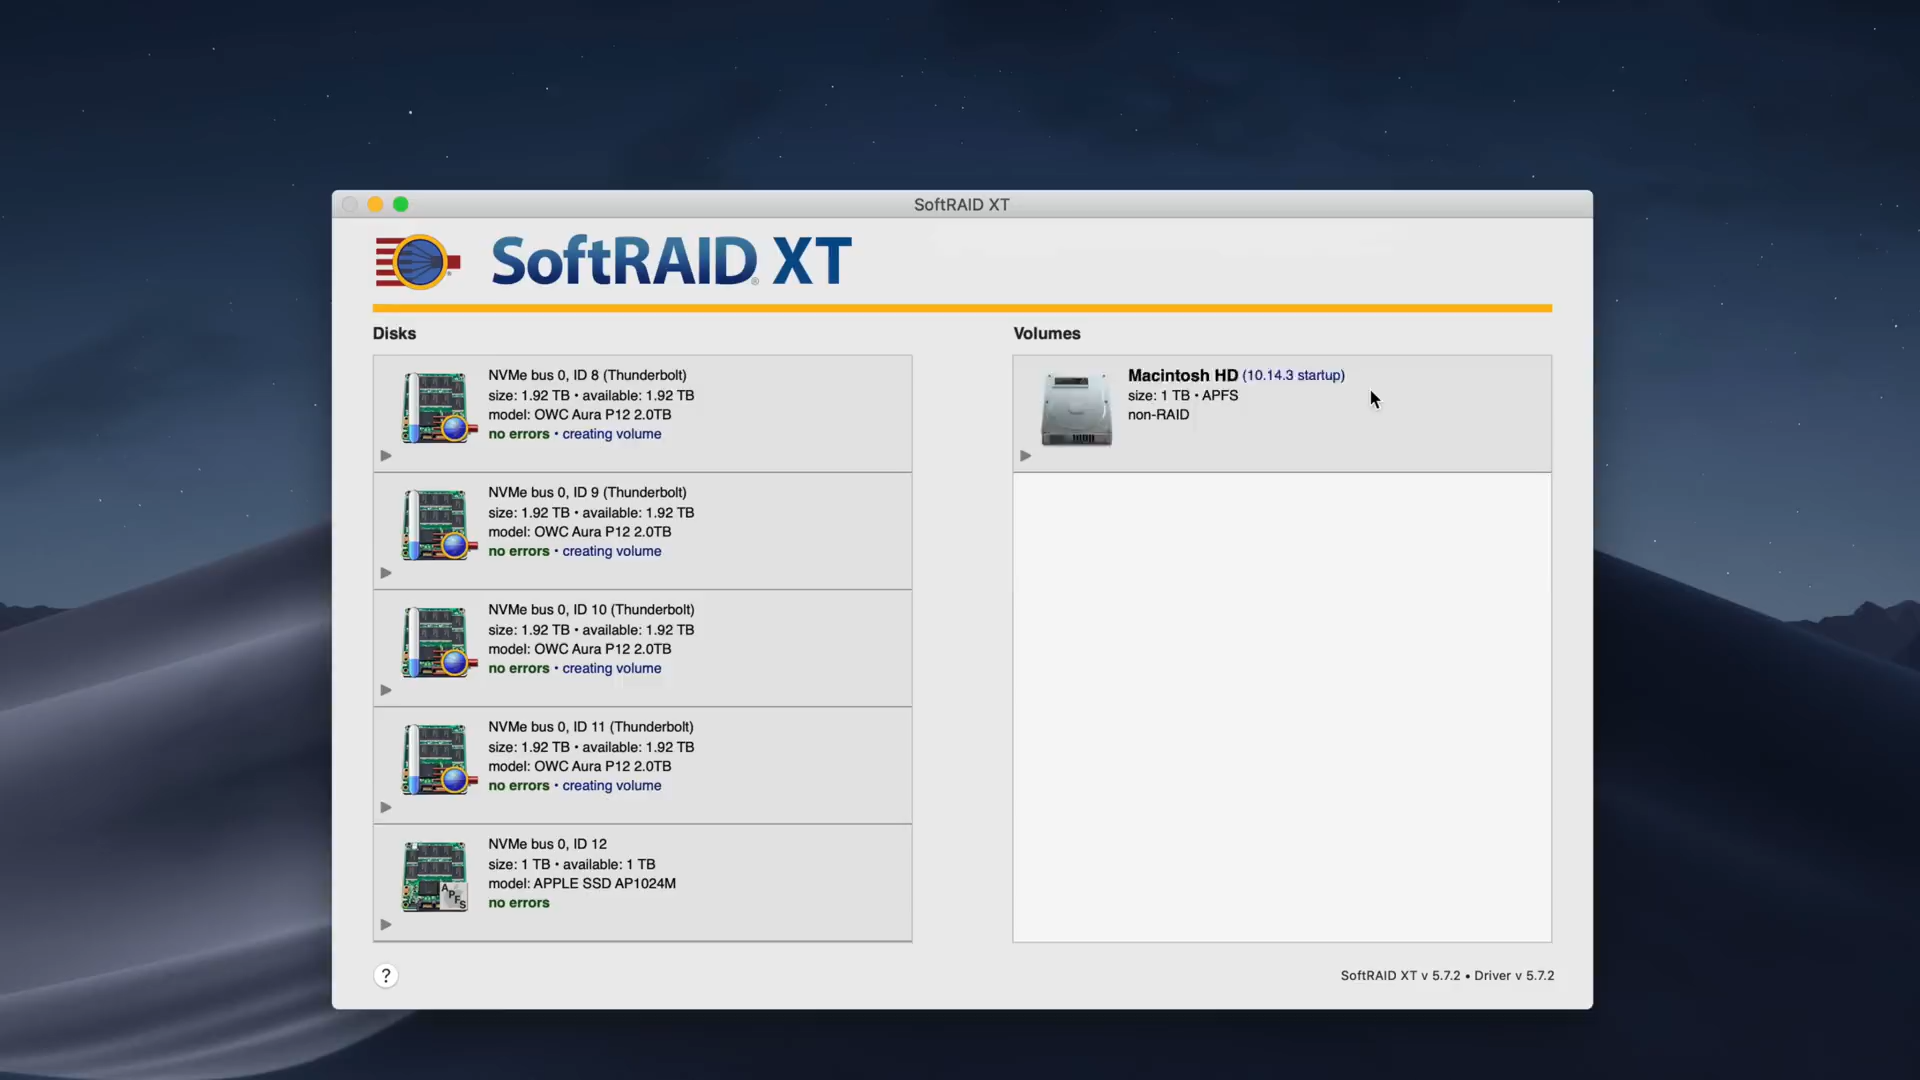 SoftRAID XT
SoftRAID® XT
Disks
NVMe bus 0, ID 8 (Thunderbolt)
size: 1.92 TB • available: 1.92 TB
model: OWC Aura P12 2.0TB
no errors • creating volume
NVMe bus 0, ID 9 (Thunderbolt)
size: 1.92 TB • available: 1.92 TB
model: OWC Aura P12 2.0TB
no errors • creating volume
NVMe bus 0, ID 10 (Thunderbolt)
size: 1.92 TB • available: 1.92 TB
model: OWC Aura P12 2.0TB
no errors • creating volume
NVMe bus 0, ID 11 (Thunderbolt)
size: 1.92 TB • available: 1.92 TB
model: OWC Aura P12 2.0TB
no errors • creating volume
NVMe bus 0, ID 12
size: 1 TB • available: 1 TB
model: APPLE SSD AP1024M
no errors
APFS
Volumes
Macintosh HD (10.14.3 startup)
size: 1 TB • APFS
non-RAID
?
SoftRAID XT v 5.7.2 • Driver v 5.7.2